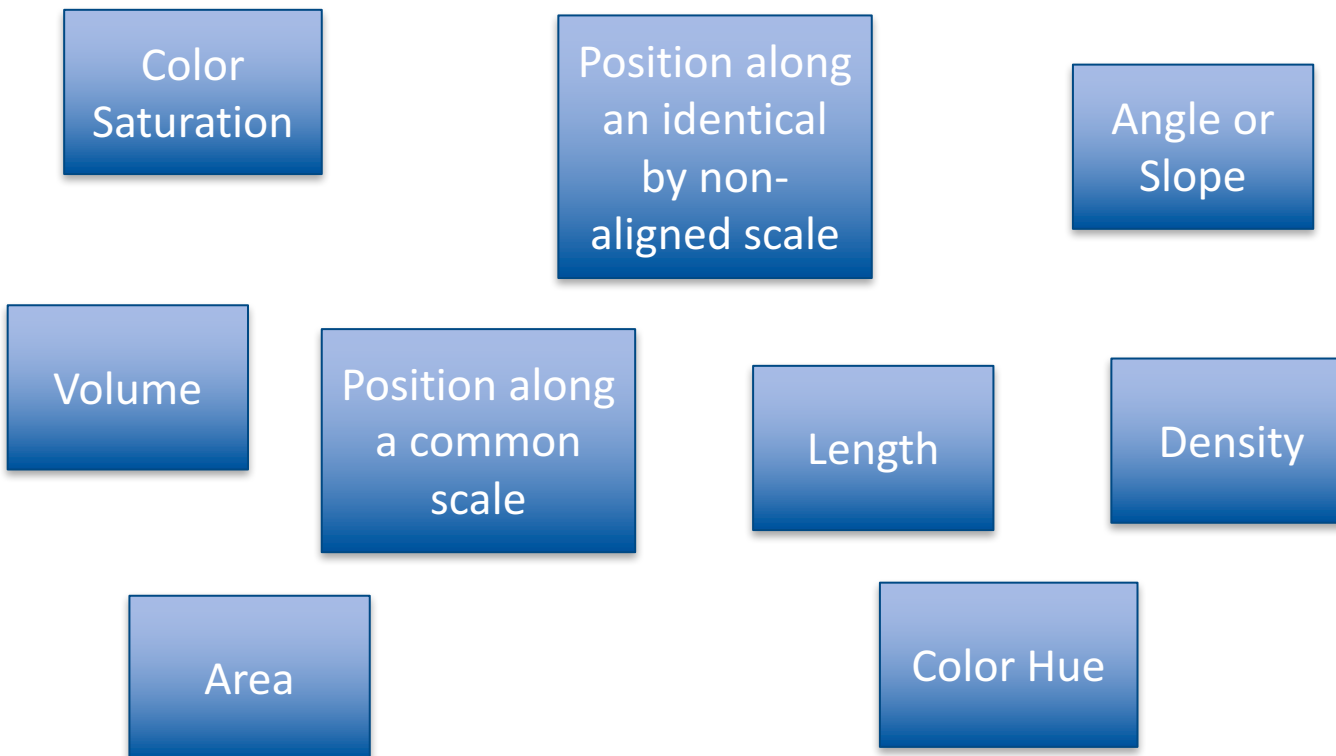 Color
Saturation
Position along
an identical
by non-
aligned scale
Angle or
Slope
Volume
Position along
a common
scale
Length
Density
Area
Color Hue